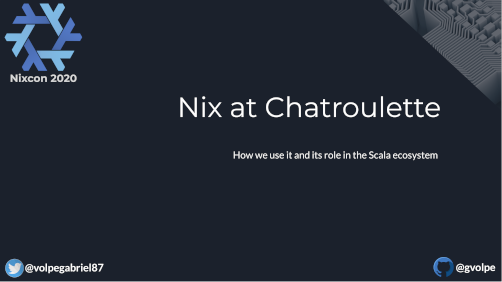 Nixcon 2020
Nix at Chatroulette
How we use it and its role in the Scala ecosystem
@volpegabriel87
@gvolpe